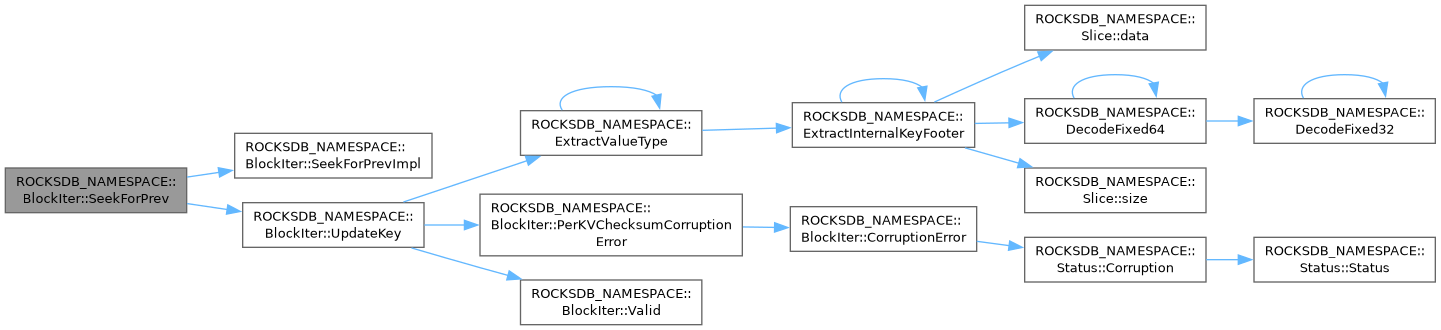 ROCKSDB_NAMESPACE::
BlockIter::SeekForPrev
ROCKSDB_NAMESPACE::
BlockIter::SeekForPrevImpl
ROCKSDB_NAMESPACE::
BlockIter::UpdateKey
ROCKSDB_NAMESPACE::
ExtractValueType
ROCKSDB_NAMESPACE::
BlockIter::PerKVChecksumCorruption
Error
ROCKSDB_NAMESPACE::
BlockIter::Valid
ROCKSDB_NAMESPACE::
ExtractInternalKeyFooter
ROCKSDB_NAMESPACE::
BlockIter::CorruptionError
ROCKSDB_NAMESPACE::
Slice::data
ROCKSDB_NAMESPACE::
DecodeFixed64
ROCKSDB_NAMESPACE::
Slice::size
ROCKSDB_NAMESPACE::
Status::Corruption
ROCKSDB_NAMESPACE::
DecodeFixed32
ROCKSDB_NAMESPACE::
Status::Status